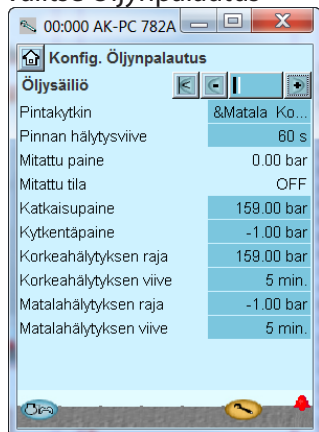 Valitse Öljynpalautus
00:000 AK-PC 782A
Konfig. Öljynpalautus
Öljysäiliö
Pintakytkin &Matala Ko...
Pinnan hälytysviive 60 s
Mitattu paine 0.00 bar
Mitattu tila OFF
Katkaisupaine 159.00 bar
Kytkentäpaine -1.00 bar
Korkeahälytyksen raja 159.00 bar
Korkeahälytyksen viive 5 min.
Matalahälytyksen raja -1.00 bar
Matalahälytyksen viive 5 min.